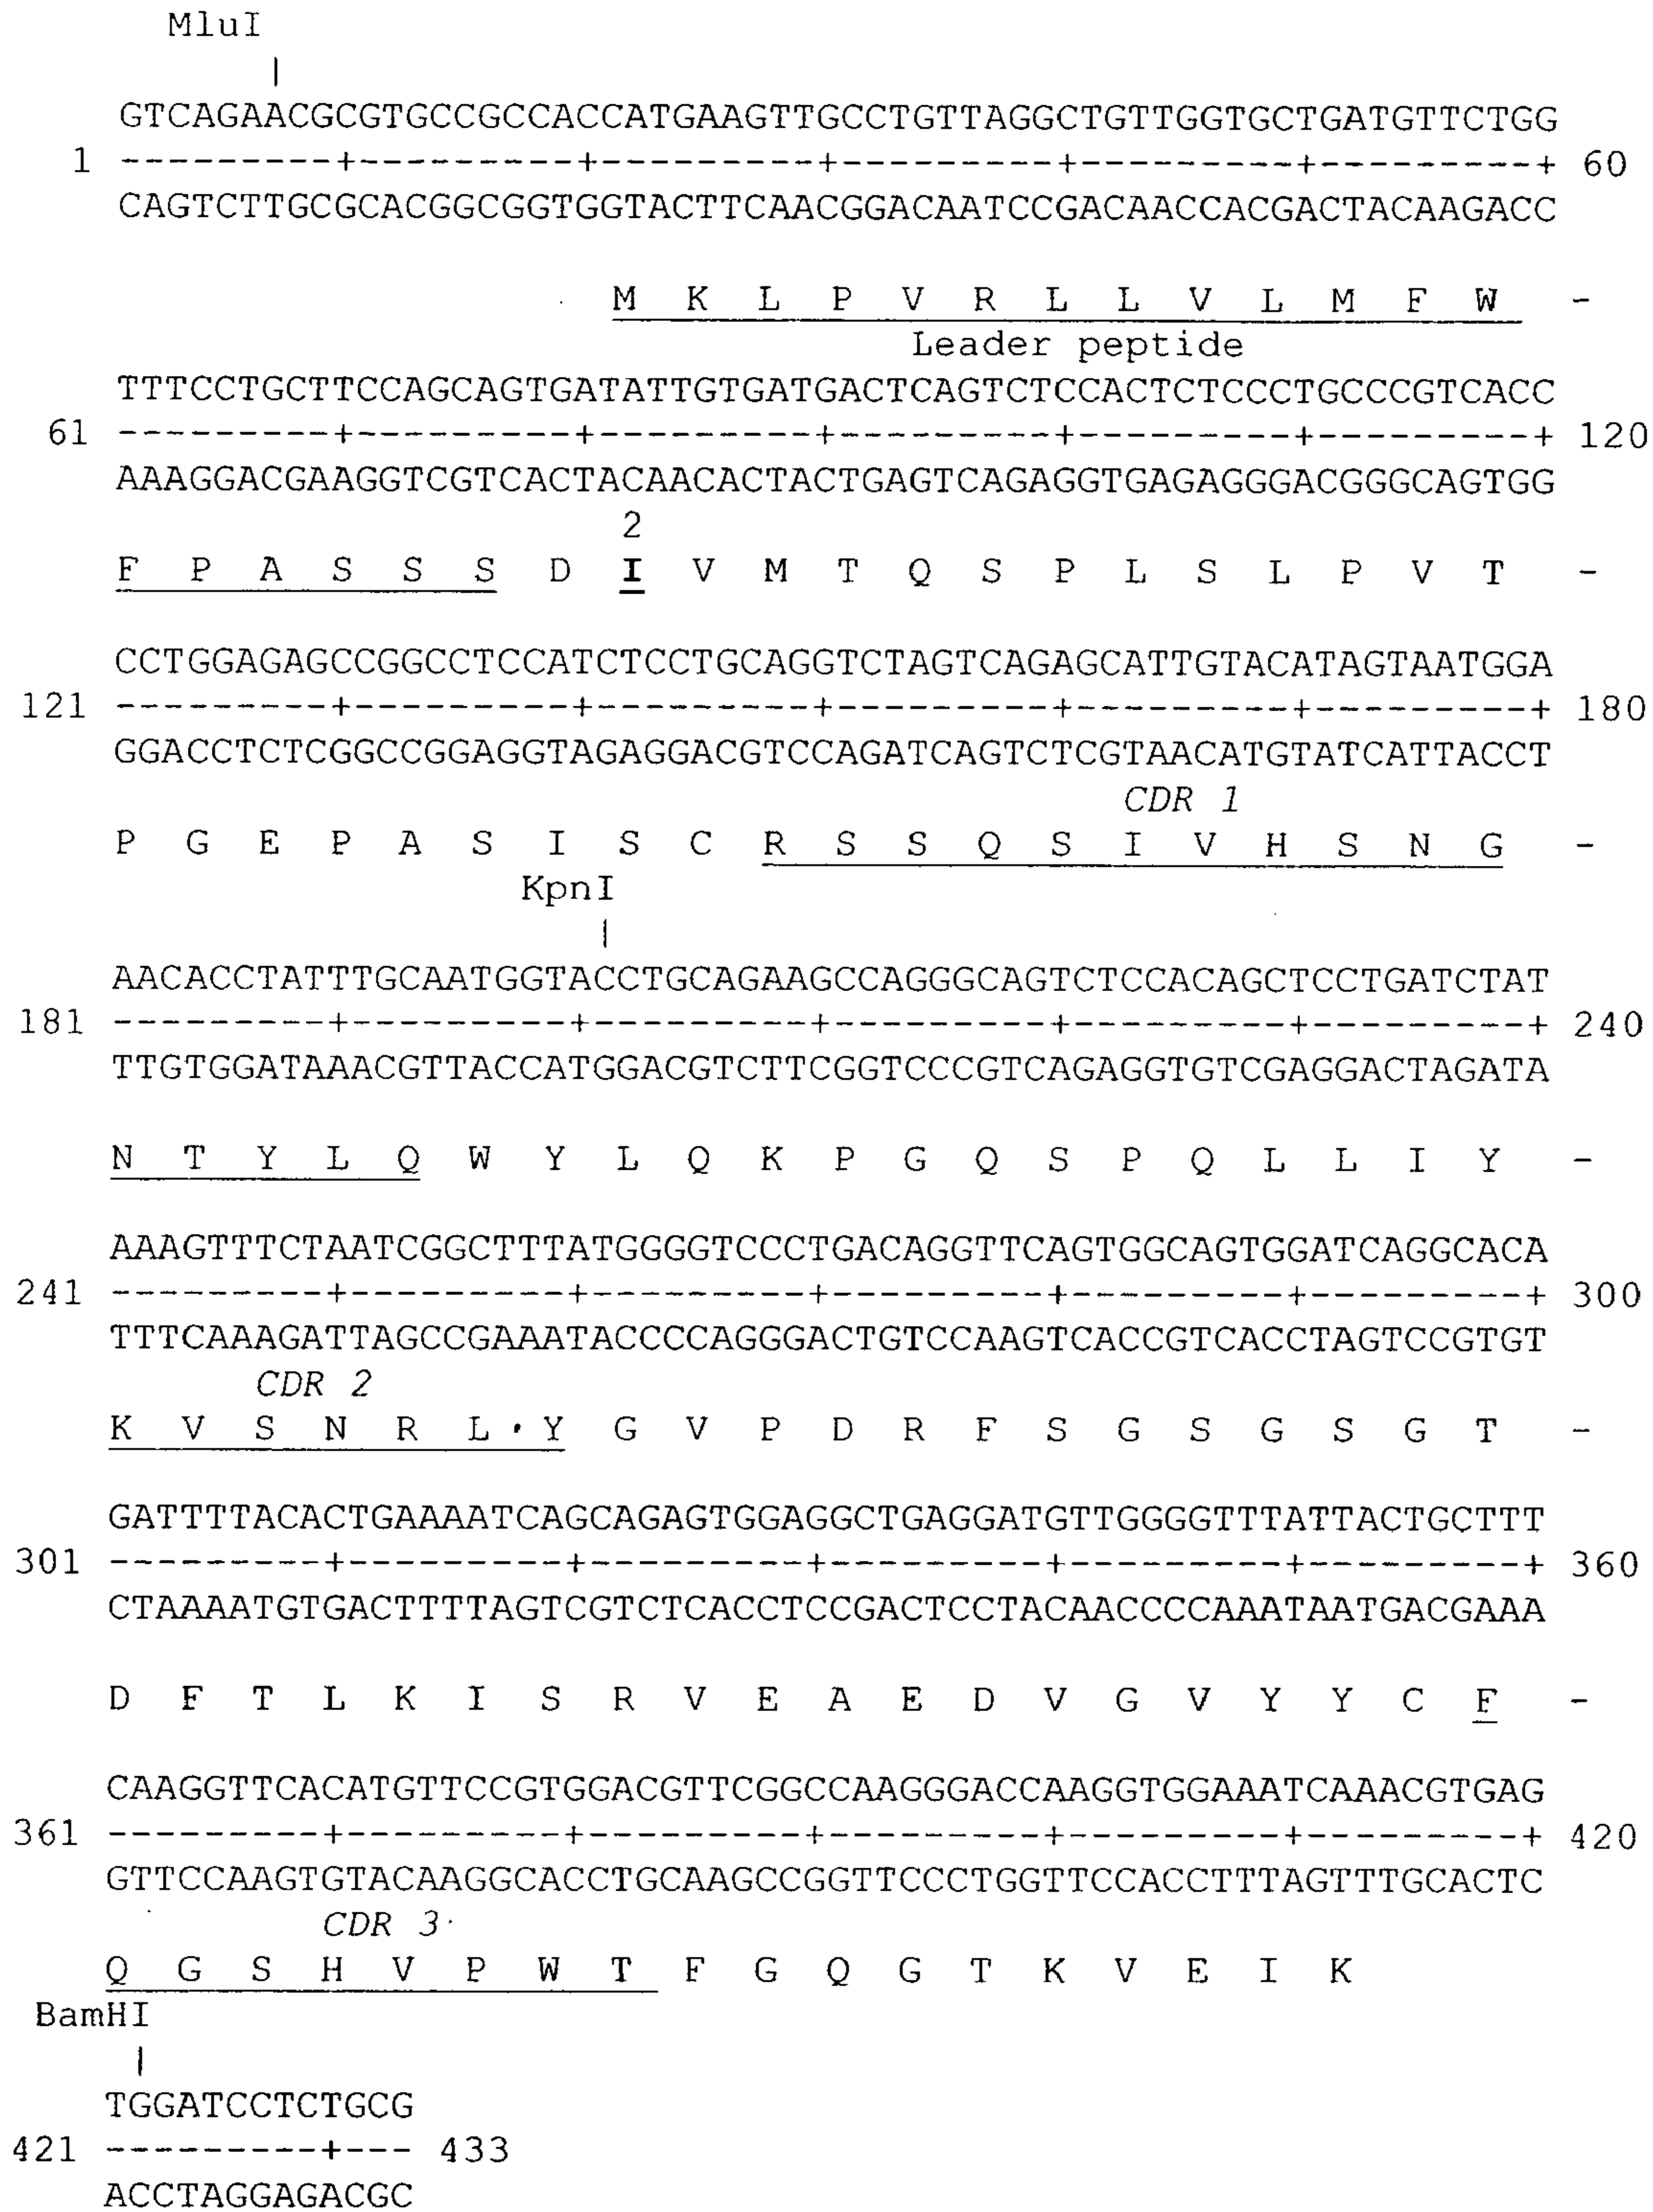 MluI
|
GTCAGAACGCGTGCCGCCACCATGAAGTTGCCTGTTAGGCTGTTGGTGCTGATGTTCTGG
1 ---------+---------+---------+---------+---------+---------+ 60
CAGTCTTGCGCACGGCGGTGGTACTTCAACGGACAATCCGACAACCACGACTACAAGACC
M K L P V R L L V L M F W -
Leader peptide
TTTCCTGCTTCCAGCAGTGATATTGTGATGACTCAGTCTCCACTCTCCCTGCCCGTCACC
61 ---------+---------+---------+---------+---------+---------+ 120
AAAGGACGAAGGTCGTCACTACAACACTACTGAGTCAGAGGTGAGAGGGACGGGCAGTGG
2
F P A S S S D I V M T Q S P L S L P V T -
CCTGGAGAGCCGGCCTCCATCTCCTGCAGGTCTAGTCAGAGCATTGTACATAGTAATGGA
121 ---------+---------+---------+---------+---------+---------+ 180
GGACCTCTCGGCCGGAGGTAGAGGACGTCCAGATCAGTCTCGTAACATGTATCATTACCT
CDR 1
P G E P A S I S C R S S Q S I V H S N G -
KpnI
|
AACACCTATTTGCAATGGTACCTGCAGAAGCCAGGGCAGTCTCCACAGCTCCTGATCTAT
181 ---------+---------+---------+---------+---------+---------+ 240
TTGTGGATAAACGTTACCATGGACGTCTTCGGTCCCGTCAGAGGTGTCGAGGACTAGATA
N T Y L Q W Y L Q K P G Q S P Q L L I Y -
AAAGTTTCTAATCGGCTTTATGGGGTCCCTGACAGGTTCAGTGGCAGTGGATCAGGCACA
241 ---------+---------+---------+---------+---------+---------+ 300
TTTCAAAGATTAGCCGAAATACCCCAGGGACTGTCCAAGTCACCGTCACCTAGTCCGTGT
CDR 2
K V S N R L Y G V P D R F S G S G S G T -
GATTTTACACTGAAAATCAGCAGAGTGGAGGCTGAGGATGTTGGGGTTTATTACTGCTTT
301 ---------+---------+---------+---------+---------+---------+ 360
CTAAAATGTGACTTTTAGTCGTCTCACCTCCGACTCCTACAACCCCAAATAATGACGAAA
D F T L K I S R V E A E D V G V Y Y C F -
CAAGGTTCACATGTTCCGTGGACGTTCGGCCAAGGGACCAAGGTGGAAATCAAACGTGAG
361 ---------+---------+---------+---------+---------+---------+ 420
GTTCCAAGTGTACAAGGCACCTGCAAGCCGGTTCCCTGGTTCCACCTTTAGTTTGCACTC
CDR 3
Q G S H V P W T F G Q G T K V E I K
BamHI
|
TGGATCCTCTGCG
421 ---------+--- 433
ACCTAGGAGACGC